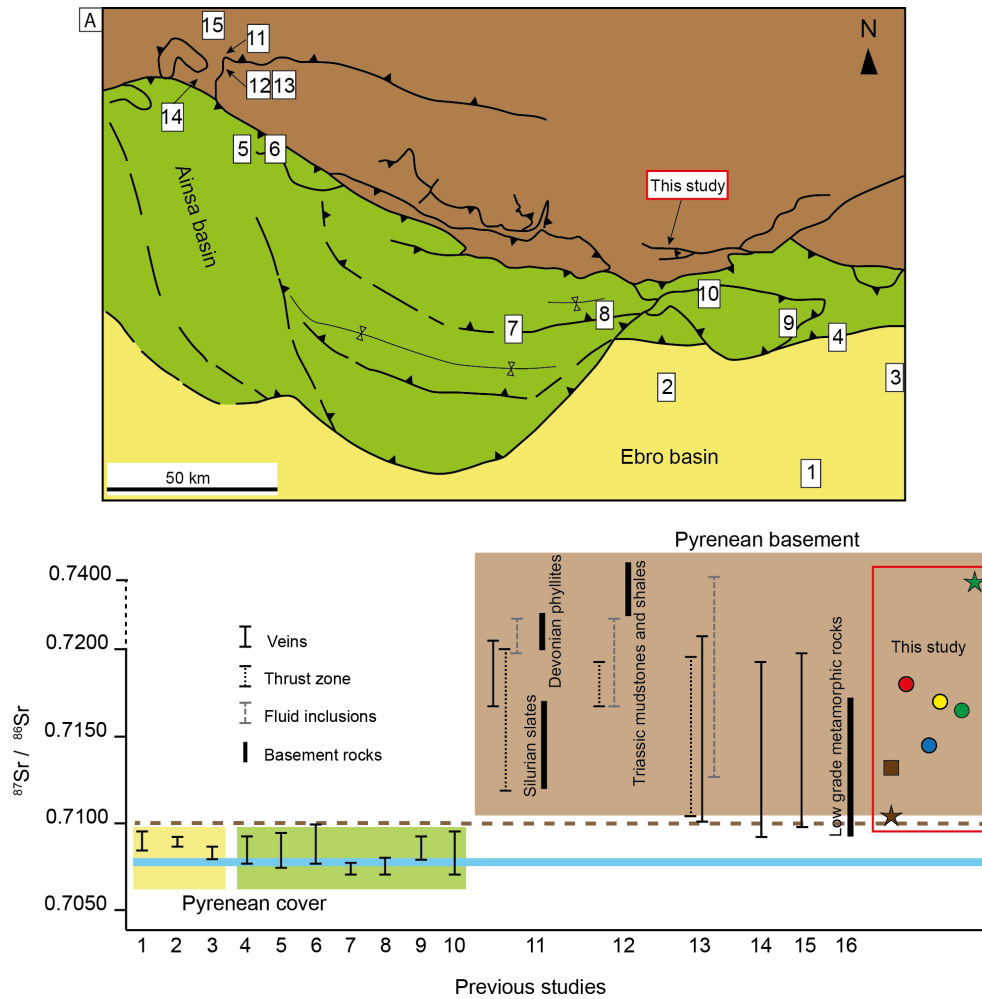 A
N
15
11
12 13
14
5 6
Ainsa basin
This study
10
7
8
9
4
3
2
1
Ebro basin
50 km
Pyrenean basement
0.7400
0.7200
0.7150
0.7100
0.7050
87Sr / 86Sr
Veins
Thrust zone
Fluid inclusions
Basement rocks
Silurian slates
Devonian phyllites
Triassic mudstones and shales
Low grade metamorphic rocks
This study
Pyrenean cover
1 2 3 4 5 6 7 8 9 10 11 12 13 14 15 16
Previous studies